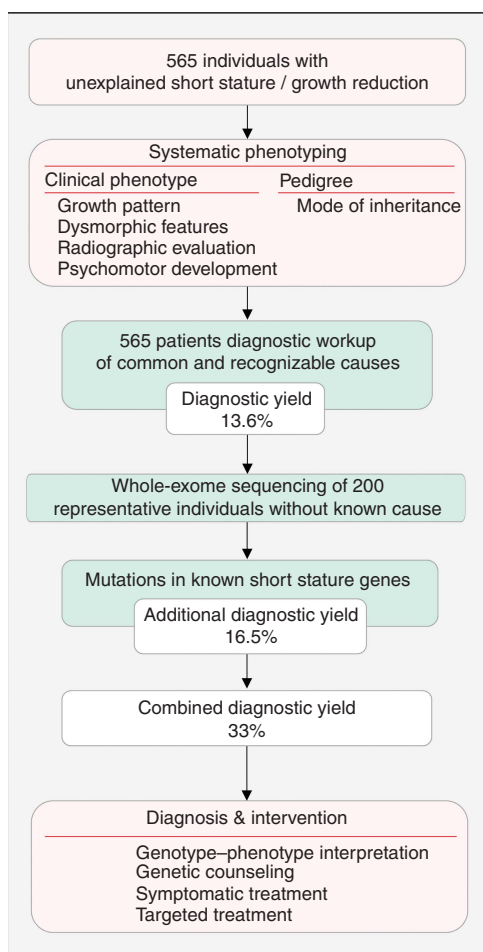 565 individuals with
unexplained short stature / growth reduction
Systematic phenotyping
Clinical phenotype
Growth pattern
Dysmorphic features
Radiographic evaluation
Psychomotor development
Pedigree
Mode of inheritance
565 patients diagnostic workup
of common and recognizable causes
Diagnostic yield
13.6%
Whole-exome sequencing of 200
representative individuals without known cause
Mutations in known short stature genes
Additional diagnostic yield
16.5%
Combined diagnostic yield
33%
Diagnosis & intervention
Genotype–phenotype interpretation
Genetic counseling
Symptomatic treatment
Targeted treatment